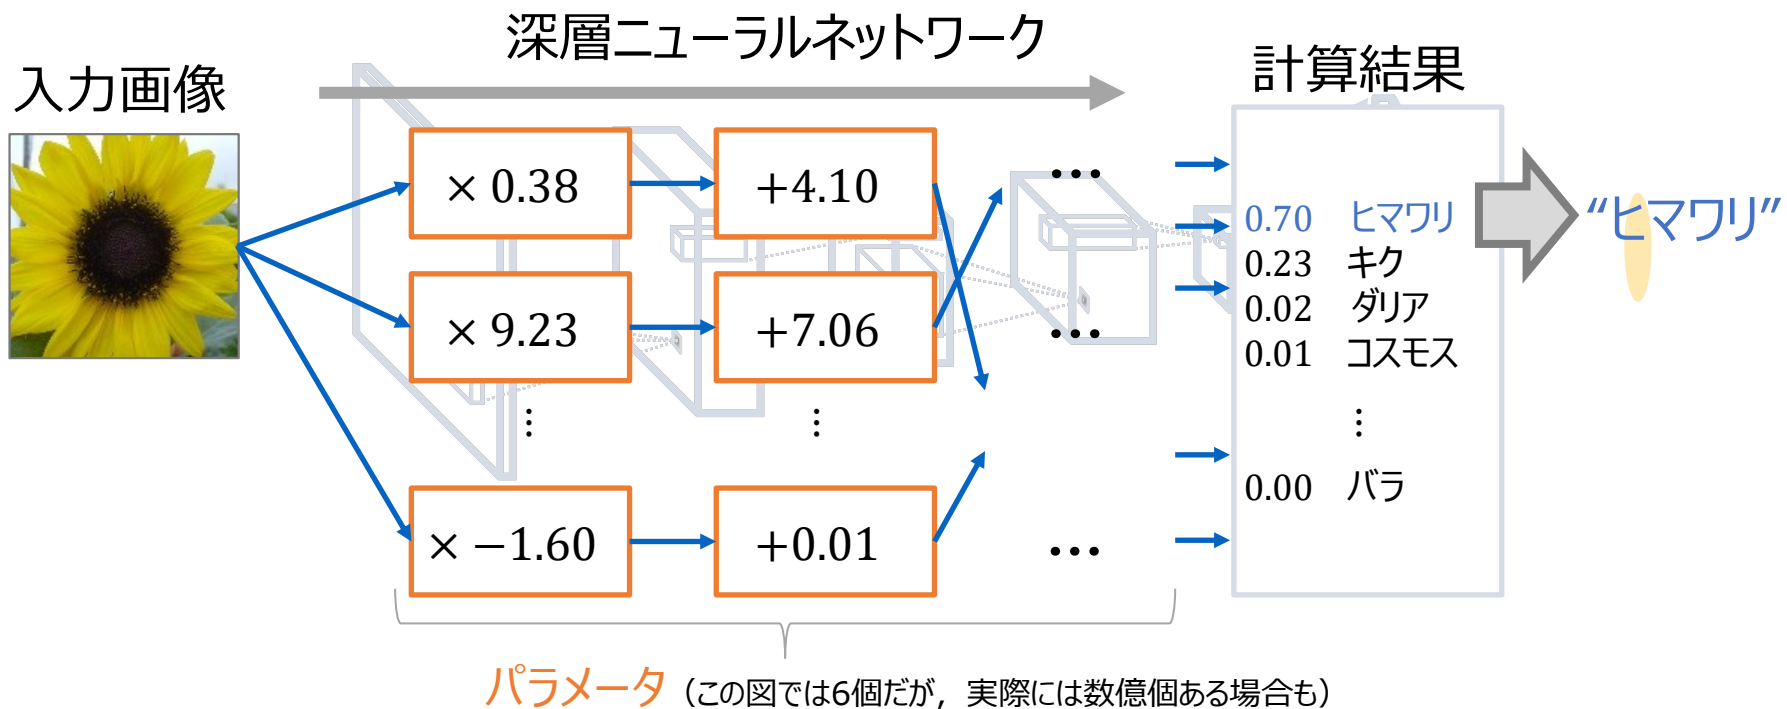 深層ニューラルネットワーク
入力画像
計算結果
× 0.38
+4.10
…
× 9.23
+7.06
…
⋮
⋮
× −1.60
+0.01
…
0.70 ヒマワリ
0.23 キク
0.02 ダリア
0.01 コスモス
⋮
0.00 バラ
“ヒマワリ”
パラメータ（この図では6個だが，実際には数億個ある場合も）